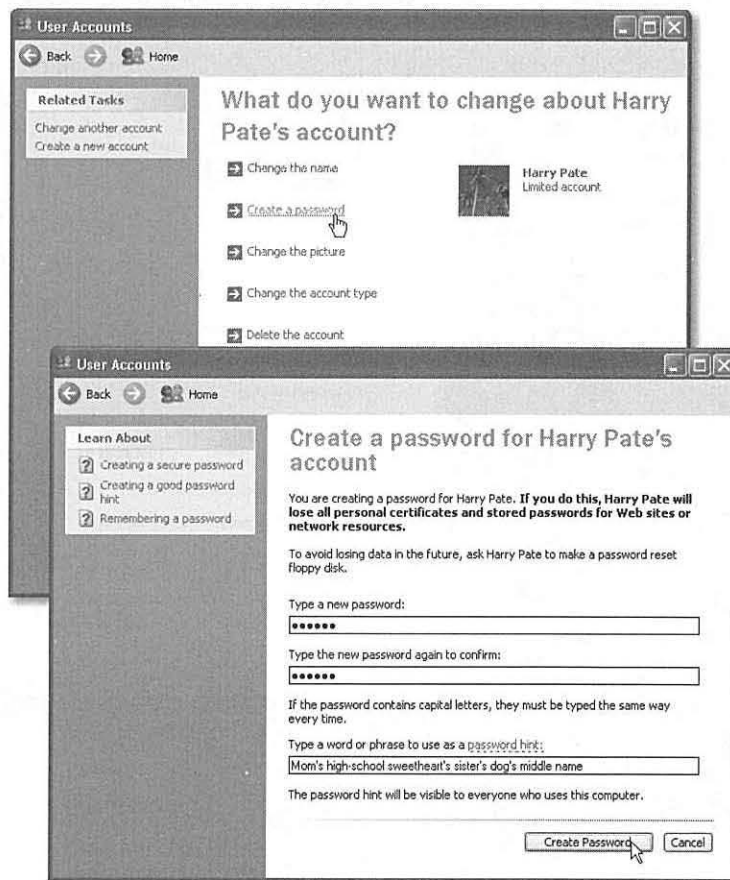 User Accounts
Back Home
Related Tasks
Change another account
Create a new account
What do you want to change about Harry
Pate's account?
Change the name
Create a password
Change the picture
Change the account type
Delete the account
Harry Pate
Limited account
User Accounts
Back Home
Learn About
Creating a secure password
Creating a good password
hint
Remembering a password
Create a password for Harry Pate's
account
You are creating a password for Harry Pate. If you do this, Harry Pate will
lose all personal certificates and stored passwords for Web sites or
network resources.
To avoid losing data in the future, ask Harry Pate to make a password reset
floppy disk.
Type a new password:
••••••
Type the new password again to confirm:
••••••
If the password contains capital letters, they must be typed the same way
every time.
Type a word or phrase to use as a password hint:
Mom's high-school sweetheart's sister's dog's middle name
The password hint will be visible to everyone who uses this computer.
Create Password Cancel